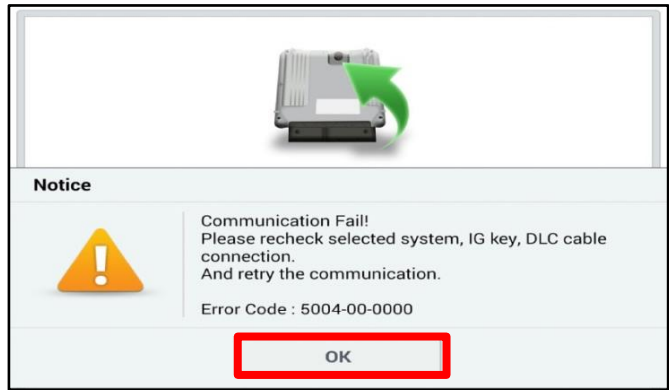 Notice
Communication Fail!
Please recheck selected system, IG key, DLC cable
connection.
And retry the communication.
Error Code : 5004-00-0000
OK